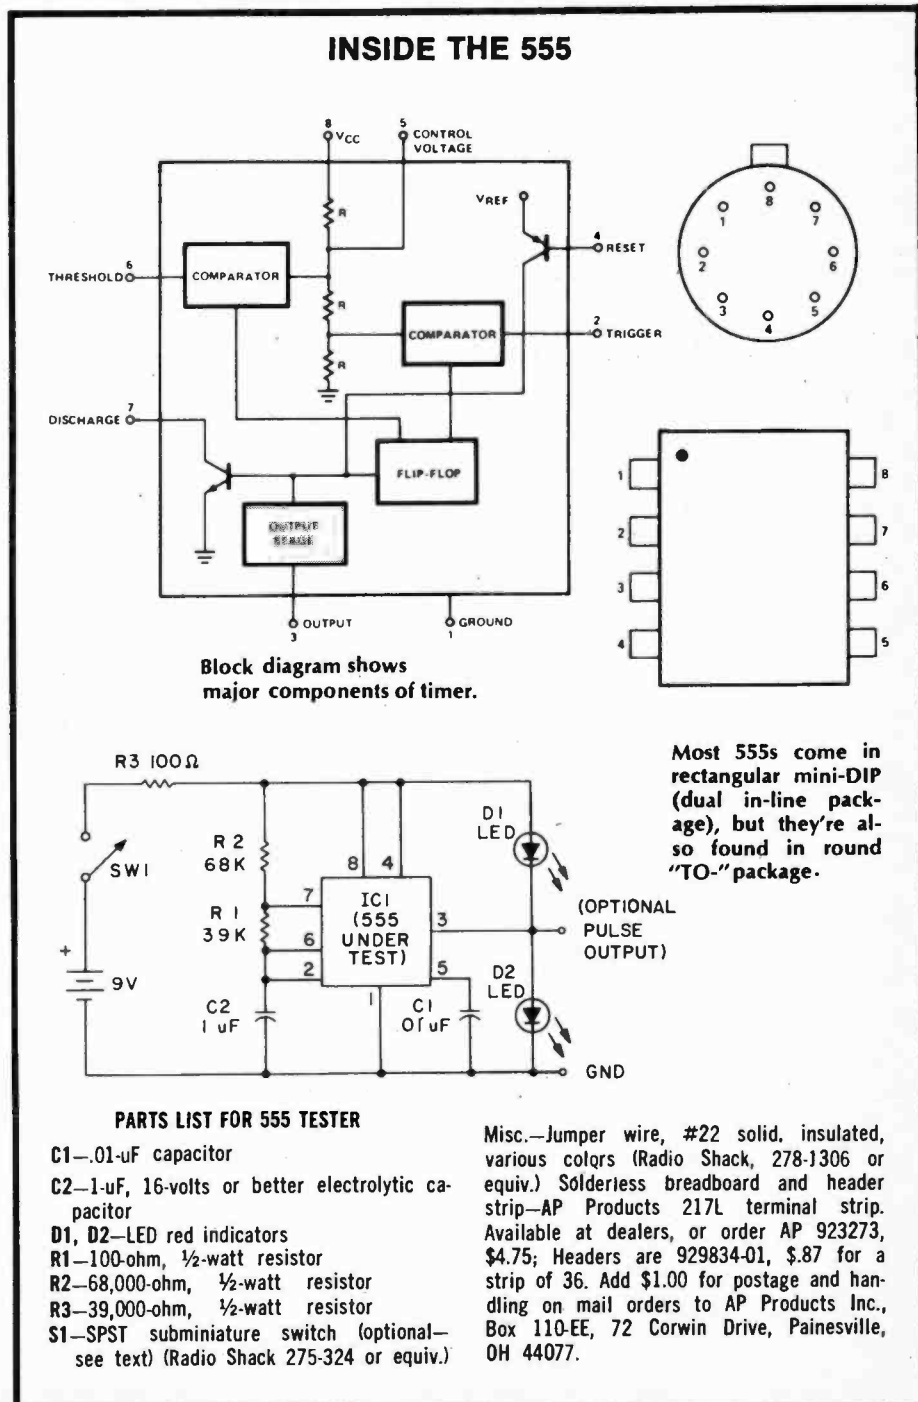 INSIDE THE 555
8
VCC
5
CONTROL
VOLTAGE
R
VREF
4
RESET
6
THRESHOLD
COMPARATOR
R
COMPARATOR
2
TRIGGER
R
7
DISCHARGE
FLIP-FLOP
OUTPUT
STAGE
3
OUTPUT
1
GROUND
Block diagram shows
major components of timer.
8
1
7
2
6
3
5
4
1
8
2
7
3
6
4
5
Most 555s come in
rectangular mini-DIP
(dual in-line pack-
age), but they're al-
so found in round
"TO-" package.
R3 100Ω
SW1
+
9V
R2
68K
R1
39K
C2
1 uF
8
4
7
6
2
IC1
(555
UNDER
TEST)
3
5
1
C1
.01uF
D1
LED
D2
LED
(OPTIONAL
PULSE
OUTPUT)
GND
PARTS LIST FOR 555 TESTER
C1—.01-uF capacitor
C2—1-uF, 16-volts or better electrolytic ca-
pacitor
D1, D2—LED red indicators
R1—100-ohm, ½-watt resistor
R2—68,000-ohm, ½-watt resistor
R3—39,000-ohm, ½-watt resistor
S1—SPST subminiature switch (optional—
see text) (Radio Shack 275-324 or equiv.)
Misc.—Jumper wire, #22 solid, insulated,
various colors (Radio Shack, 278-1306 or
equiv.) Solderless breadboard and header
strip—AP Products 217L terminal strip.
Available at dealers, or order AP 923273,
$4.75; Headers are 929834-01, $.87 for a
strip of 36. Add $1.00 for postage and han-
dling on mail orders to AP Products Inc.,
Box 110-EE, 72 Corwin Drive, Painesville,
OH 44077.